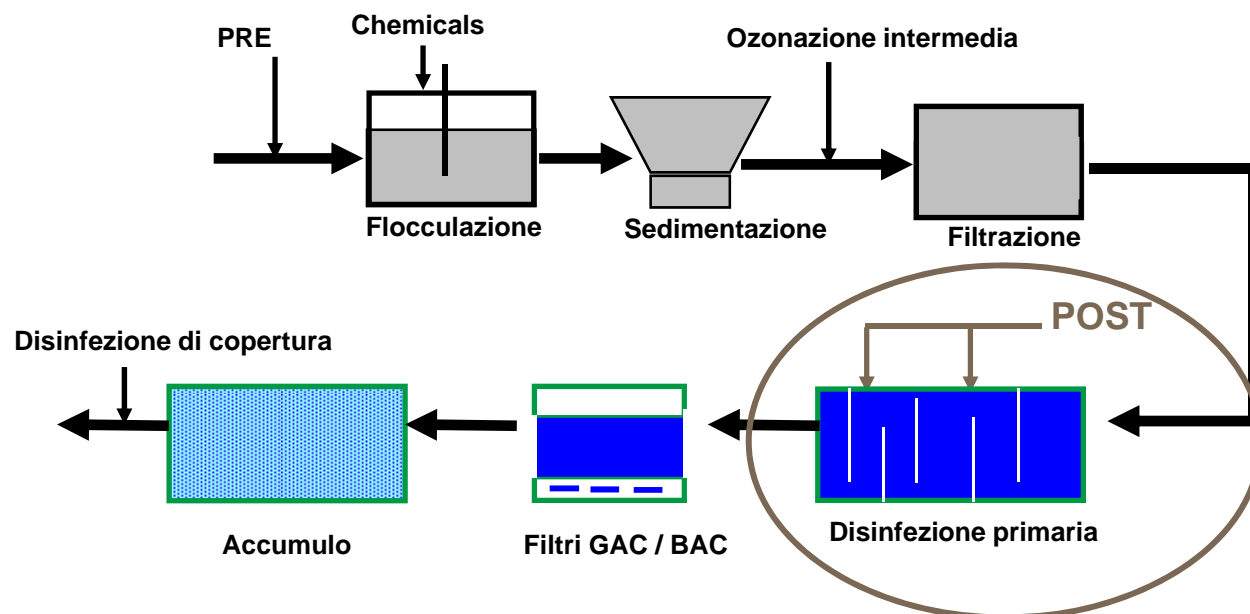 PRE
Chemicals
Ozonazione intermedia
Flocculazione
Sedimentazione
Filtrazione
POST
Disinfezione di copertura
Accumulo
Filtri GAC / BAC
Disinfezione primaria